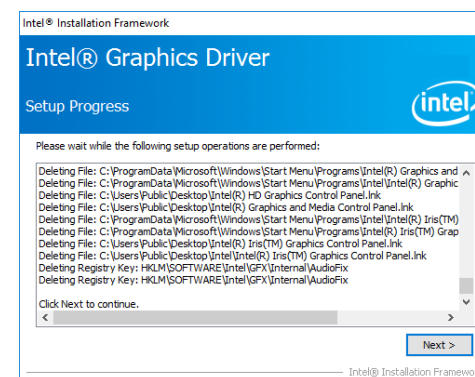 Intel® Installation Framework
Intel® Graphics Driver
Setup Progress
intel
Please wait while the following setup operations are performed:
Deleting File: C:\ProgramData\Microsoft\Windows\Start Menu\Programs\Intel(R) Graphics and
Deleting File: C:\ProgramData\Microsoft\Windows\Start Menu\Programs\Intel\Intel(R) Graphic
Deleting File: C:\Users\Public\Desktop\Intel(R) HD Graphics Control Panel.lnk
Deleting File: C:\Users\Public\Desktop\Intel(R) Graphics and Media Control Panel.lnk
Deleting File: C:\ProgramData\Microsoft\Windows\Start Menu\Programs\Intel(R) Iris(TM)
Deleting File: C:\ProgramData\Microsoft\Windows\Start Menu\Programs\Intel\Intel(R) Iris(TM) Grap
Deleting File: C:\Users\Public\Desktop\Intel(R) Iris(TM) Graphics Control Panel.lnk
Deleting File: C:\Users\Public\Desktop\Intel\Intel(R) Iris(TM) Graphics Control Panel.lnk
Deleting Registry Key: HKLM\SOFTWARE\Intel\GFX\Internal\AudioFix
Deleting Registry Key: HKLM\SOFTWARE\Intel\GFX\Internal\AudioFix
Click Next to continue.
Next >
Intel® Installation Framewo